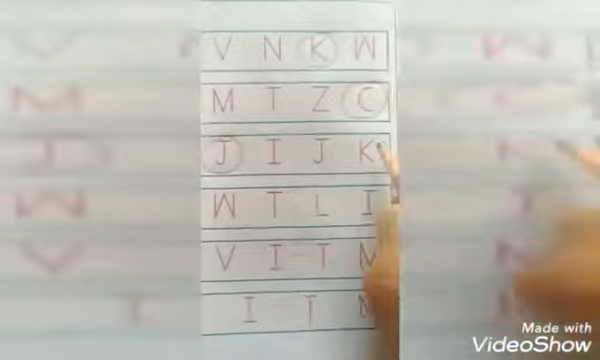 V N K W
M T Z C
J I J K
W T L I
V I T M
I T
Made with
VideoShow